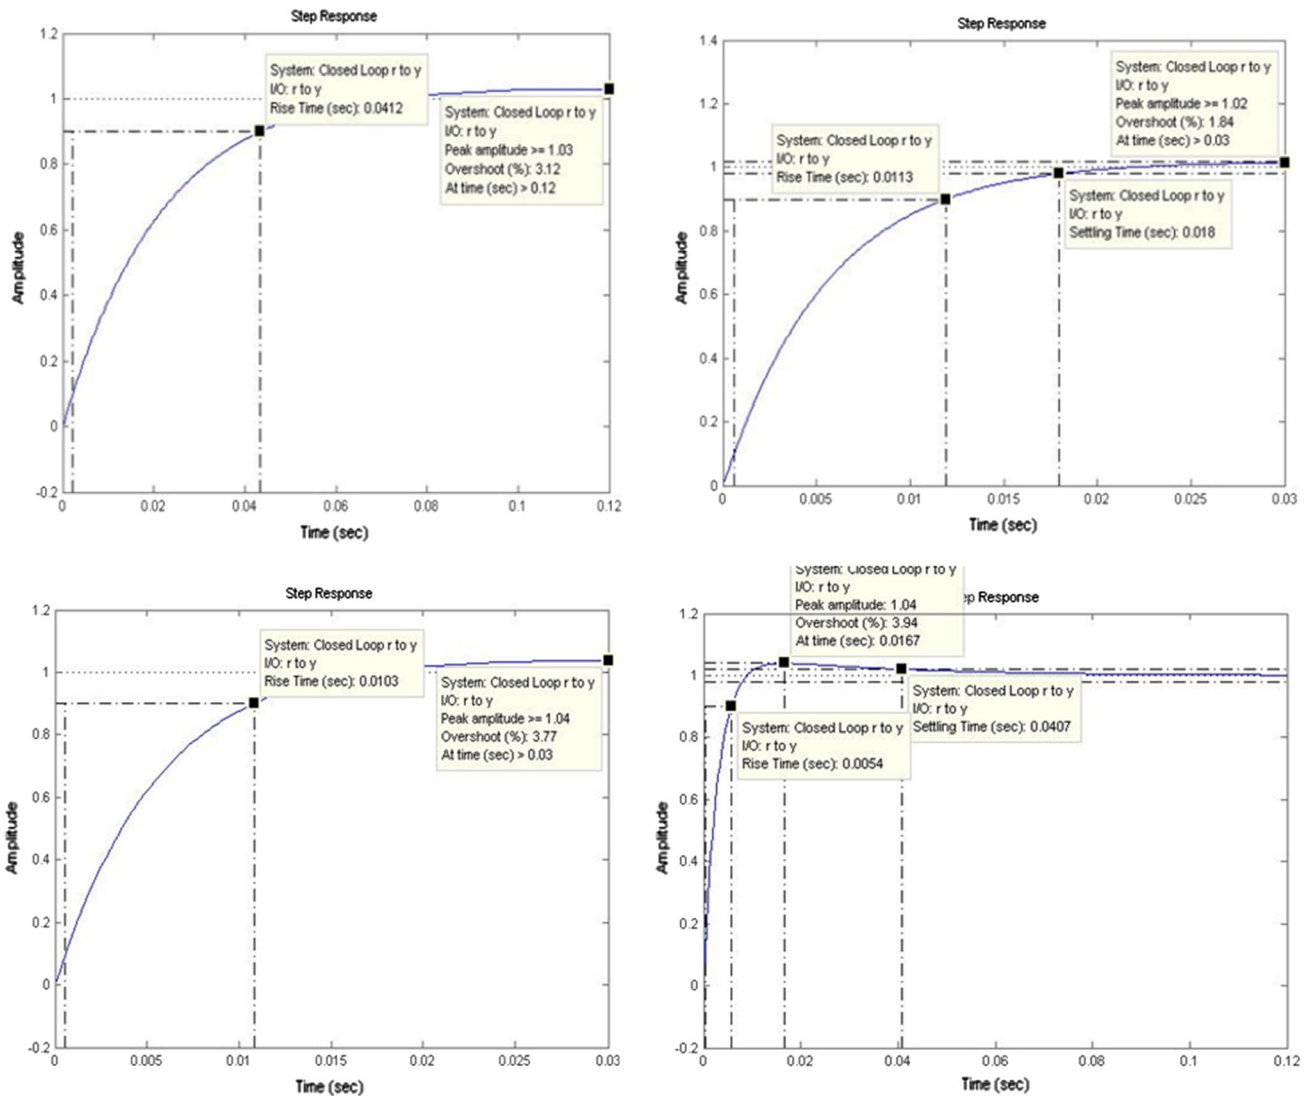 Step Response
1.2
1
0.8
0.6
0.4
0.2
0
-0.2
Amplitude
System: Closed Loop r to y
I/O: r to y
Rise Time (sec): 0.0412
System: Closed Loop r to y
I/O: r to y
Peak amplitude >= 1.03
Overshoot (%): 3.12
At time (sec) > 0.12
0 0.02 0.04 0.06 0.08 0.1 0.12
Time (sec)
Step Response
1.4
1.2
1
0.8
0.6
0.4
0.2
0
Amplitude
System: Closed Loop r to y
I/O: r to y
Peak amplitude >= 1.02
Overshoot (%): 1.84
At time (sec) > 0.03
System: Closed Loop r to y
I/O: r to y
Rise Time (sec): 0.0113
System: Closed Loop r to y
I/O: r to y
Settling Time (sec): 0.018
0 0.005 0.01 0.015 0.02 0.025 0.03
Time (sec)
Step Response
1.2
1
0.8
0.6
0.4
0.2
0
-0.2
Amplitude
System: Closed Loop r to y
I/O: r to y
Rise Time (sec): 0.0103
System: Closed Loop r to y
I/O: r to y
Peak amplitude >= 1.04
Overshoot (%): 3.77
At time (sec) > 0.03
0 0.005 0.01 0.015 0.02 0.025 0.03
Time (sec)
ep Response
1.2
1
0.8
0.6
0.4
0.2
0
-0.2
Amplitude
System: Closed Loop r to y
I/O: r to y
Peak amplitude: 1.04
Overshoot (%): 3.94
At time (sec): 0.0167
System: Closed Loop r to y
I/O: r to y
Settling Time (sec): 0.0407
System: Closed Loop r to y
I/O: r to y
Rise Time (sec): 0.0054
0 0.02 0.04 0.06 0.08 0.1 0.12
Time (sec)